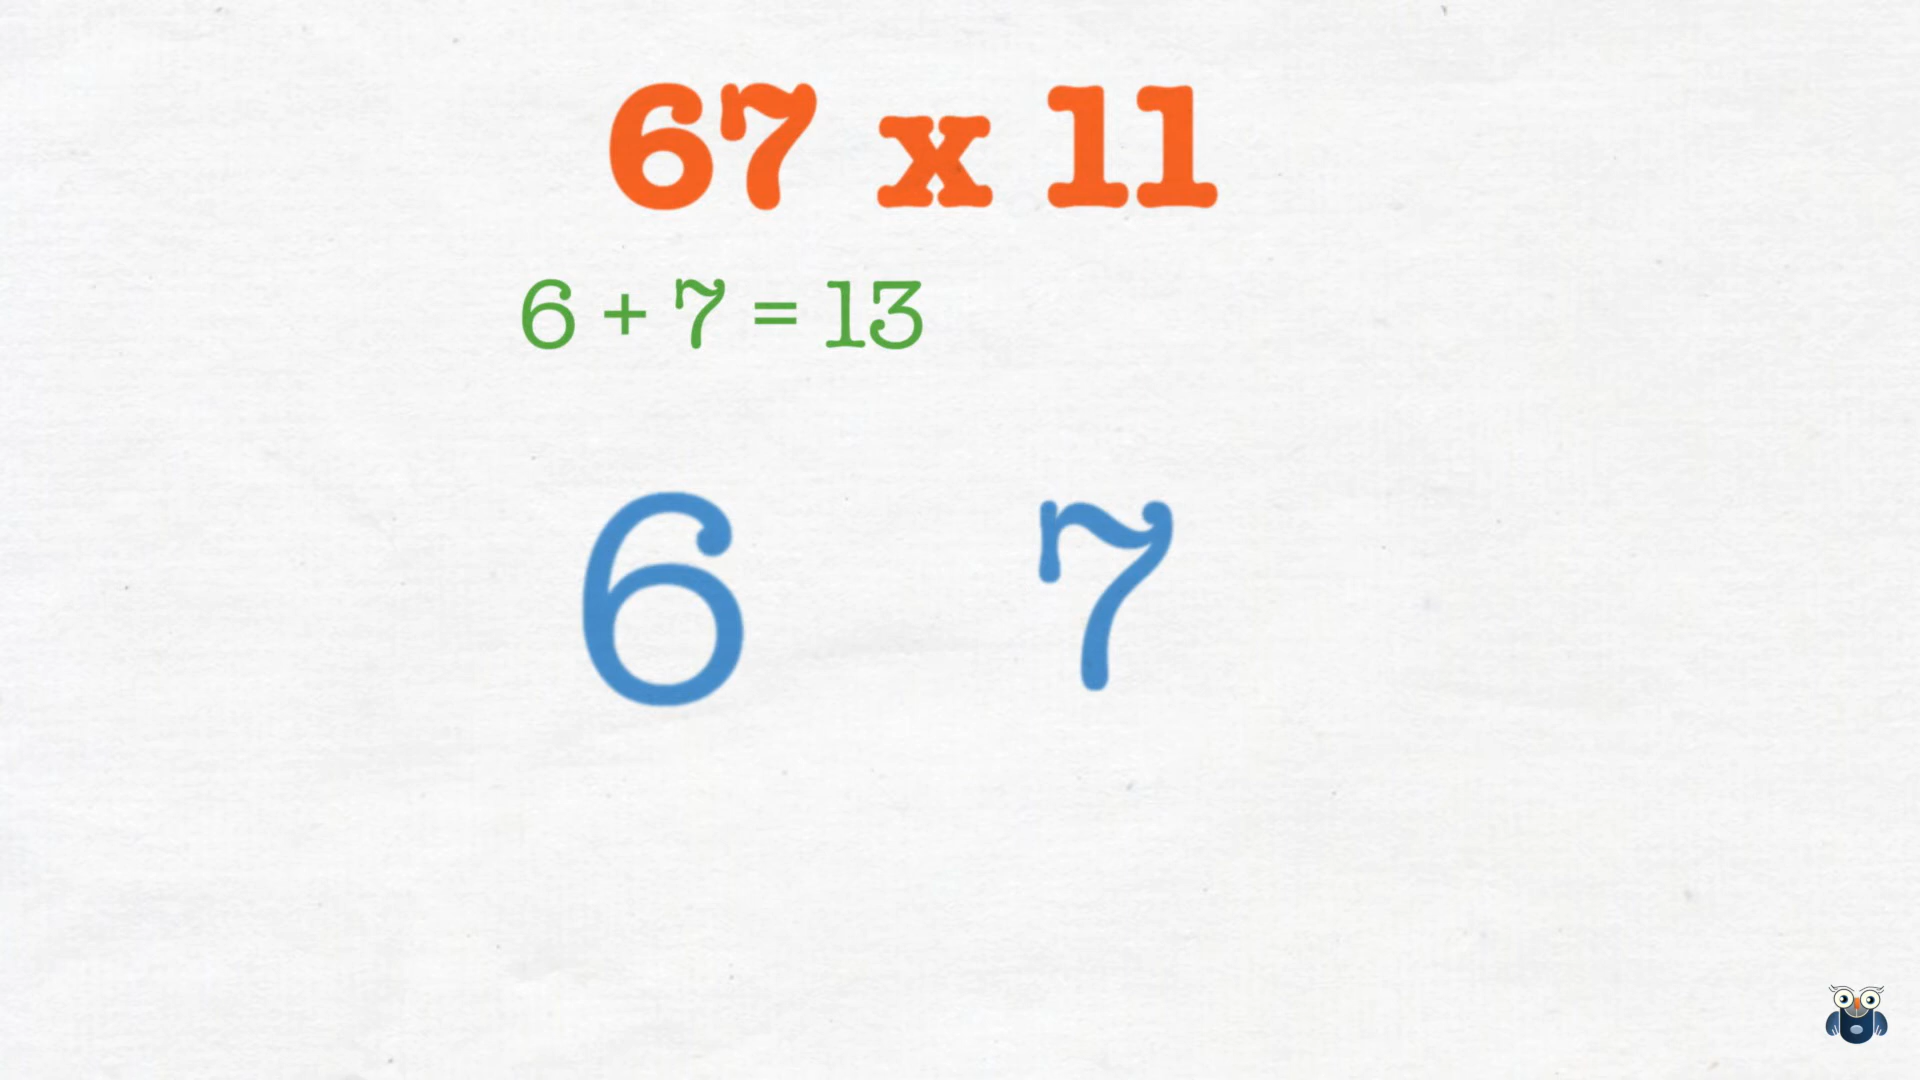 67 x 11
6 + 7 = 13
6 7